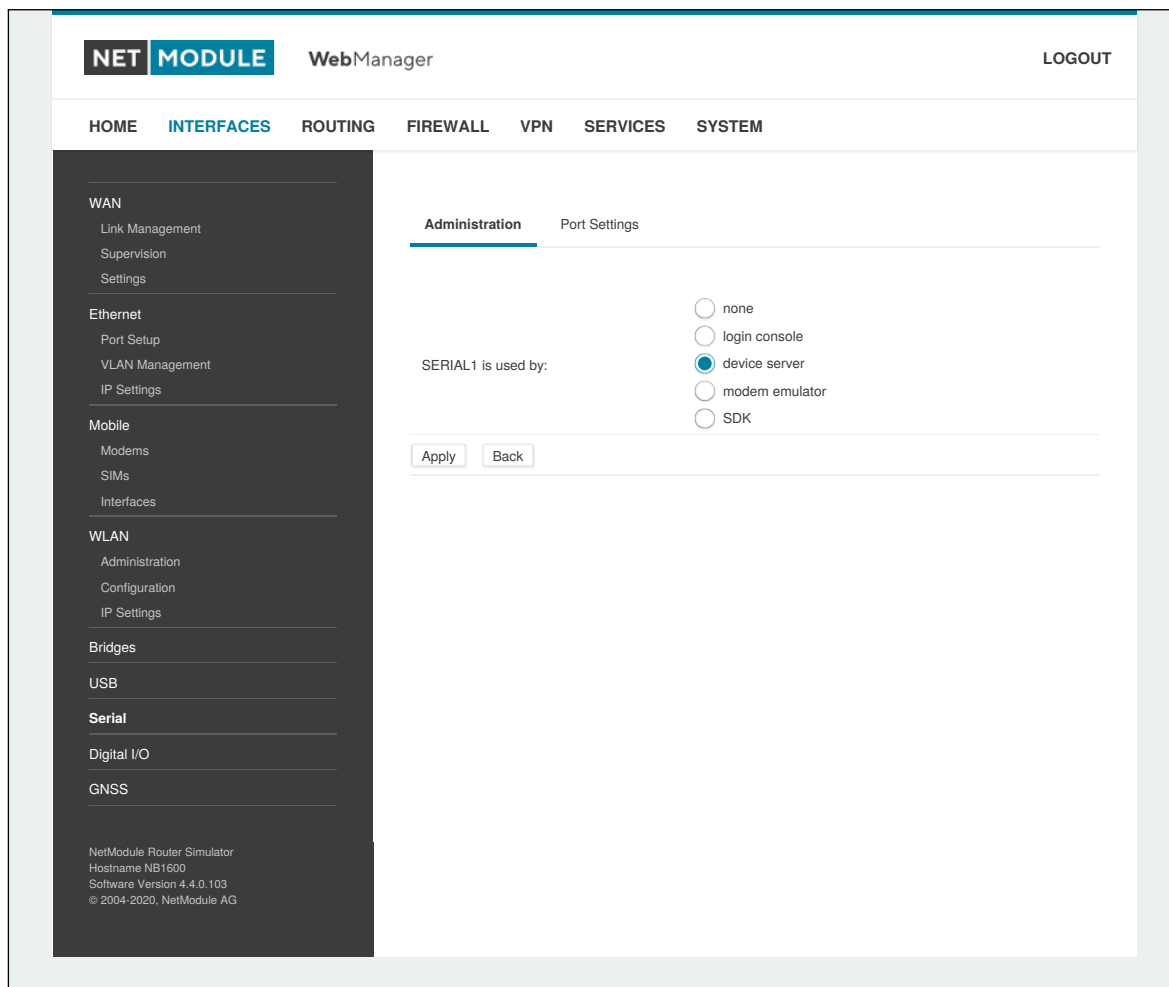 NET MODULE WebManager LOGOUT
HOME INTERFACES ROUTING FIREWALL VPN SERVICES SYSTEM
WAN
Link Management
Supervision
Settings
Ethernet
Port Setup
VLAN Management
IP Settings
Mobile
Modems
SIMs
Interfaces
WLAN
Administration
Configuration
IP Settings
Bridges
USB
Serial
Digital I/O
GNSS
NetModule Router Simulator
Hostname NB1600
Software Version 4.4.0.103
© 2004-2020, NetModule AG
Administration Port Settings
SERIAL1 is used by:
none
login console
device server
modem emulator
SDK
Apply Back